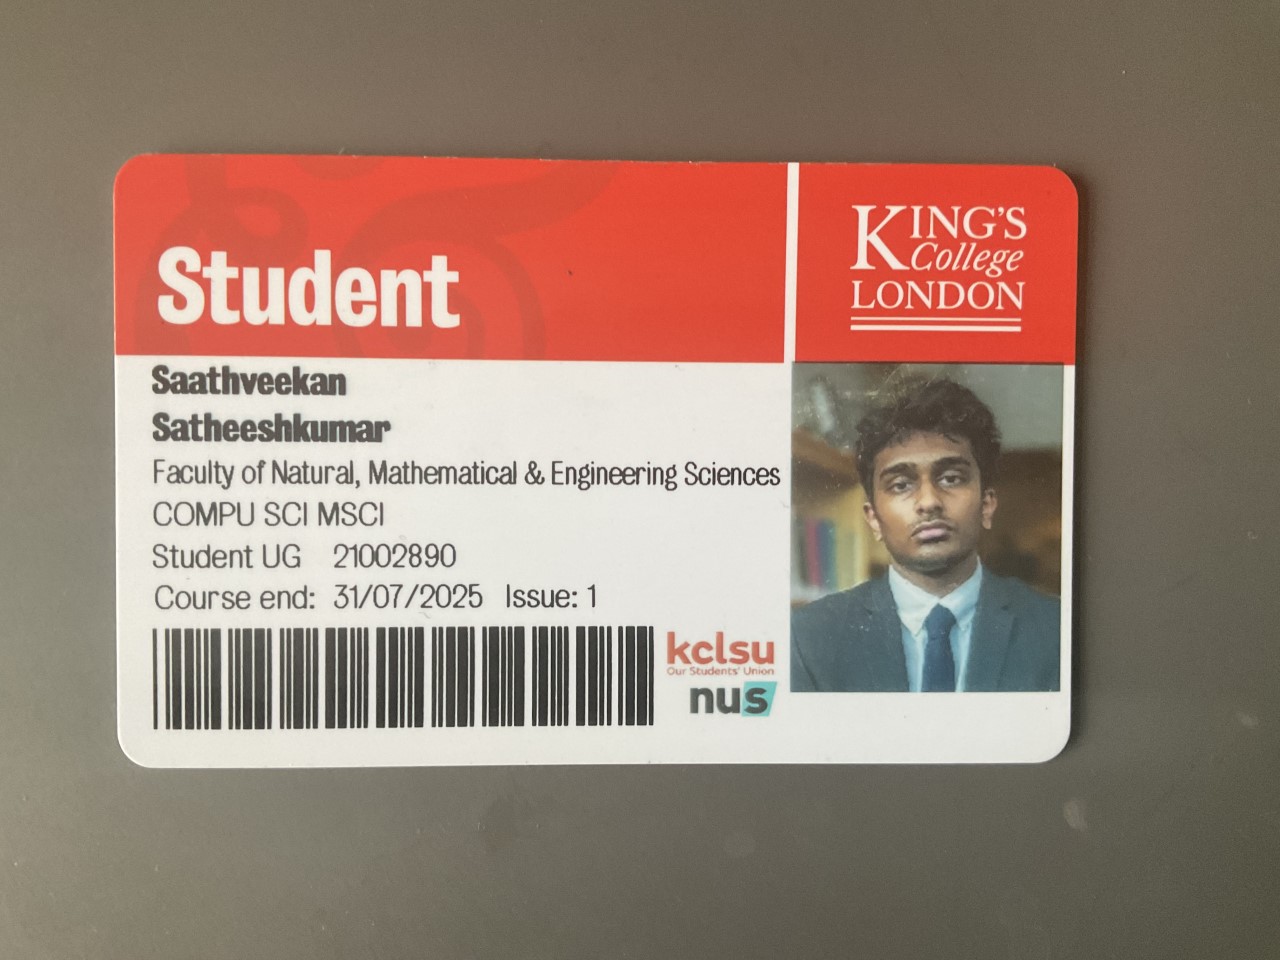 Student
KING'S
College
LONDON
Saathveekan
Satheeshkumar
Faculty of Natural, Mathematical & Engineering Sciences
COMPU SCI MSCI
Student UG 21002890
Course end: 31/07/2025 Issue: 1
kclsu
Our Students' Union
nus